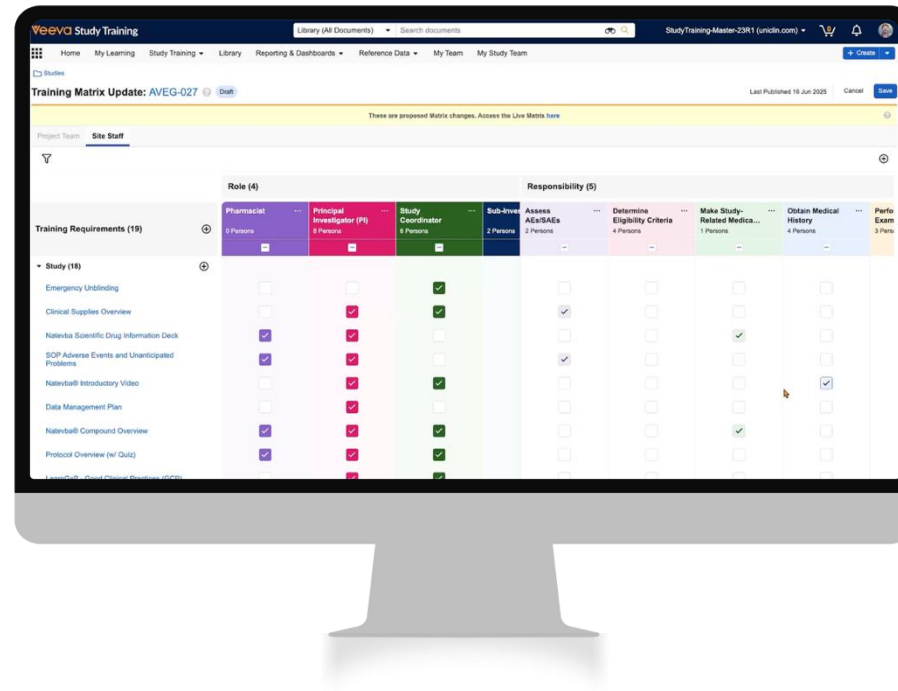 Veeva Study Training
Library (All Documents)
Search documents
StudyTraining-Master-23R1 (uniclin.com)
Home My Learning Study Training Library Reporting & Dashboards Reference Data My Team My Study Team
+ Create
Studies
Training Matrix Update: AVEG-027 Draft
Last Published 16 Jun 2025 Cancel Save
These are proposed Matrix changes. Access the Live Matrix here
Project Team Site Staff
Role (4) Responsibility (5)
Training Requirements (19)
Pharmacist
0 Persons
Principal
Investigator (PI)
8 Persons
Study
Coordinator
6 Persons
Sub-Inves
2 Persons
Assess
AEs/SAEs
2 Persons
Determine
Eligibility Criteria
4 Persons
Make Study-
Related Medica...
1 Persons
Obtain Medical
History
4 Persons
Perfo
Exam
3 Pers
Study (18)
Emergency Unblinding
Clinical Supplies Overview
Natevba Scientific Drug Information Deck
SOP Adverse Events and Unanticipated
Problems
Natevba® Introductory Video
Data Management Plan
Natevba® Compound Overview
Protocol Overview (w/ Quiz)
LearnGxP - Good Clinical Practices (GCP)